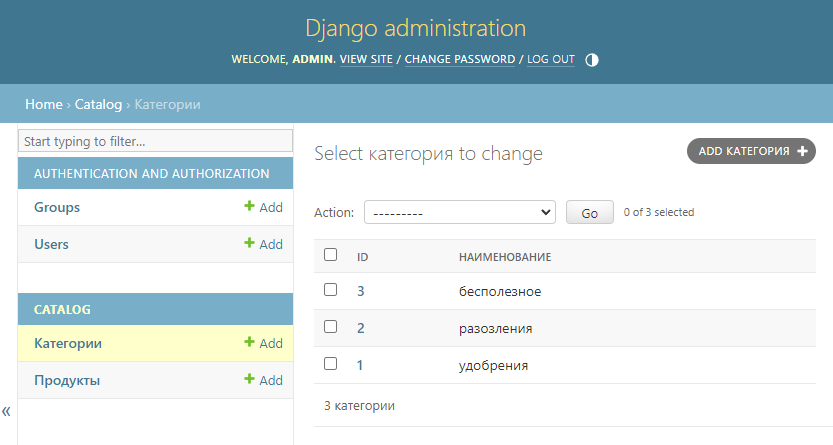 Django administration
WELCOME, ADMIN. VIEW SITE / CHANGE PASSWORD / LOG OUT
Home › Catalog › Категории
Start typing to filter...
AUTHENTICATION AND AUTHORIZATION
Groups + Add
Users + Add
CATALOG
Категории + Add
Продукты + Add
«
Select категория to change
ADD КАТЕГОРИЯ +
Action: --------- Go 0 of 3 selected
ID НАИМЕНОВАНИЕ
3 бесполезное
2 разозления
1 удобрения
3 категории